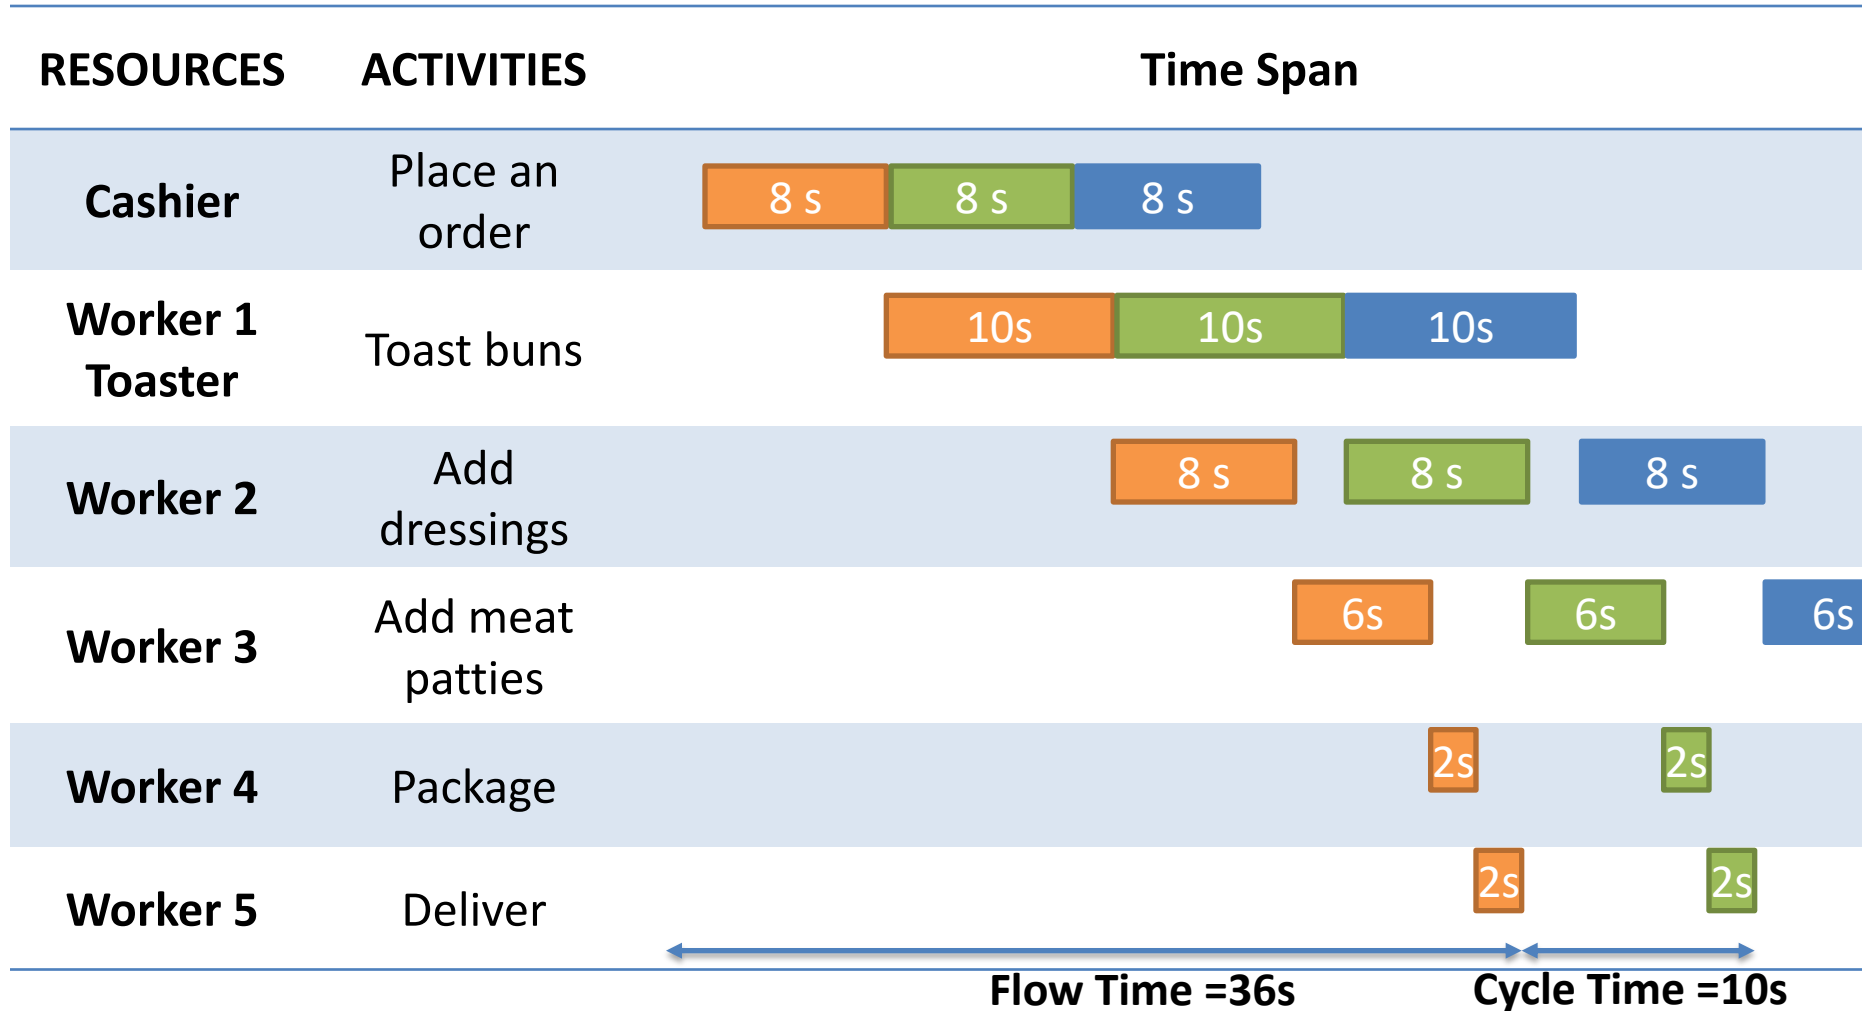 RESOURCES ACTIVITIES Time Span
Cashier
Place an
order
8 s 8 s 8 s
Worker 1
Toaster
Toast buns
10s 10s 10s
Worker 2
Add
dressings
8 s 8 s 8 s
Worker 3
Add meat
patties
6s 6s 6s
Worker 4
Package
2s 2s
Worker 5
Deliver
2s 2s
Flow Time =36s Cycle Time =10s